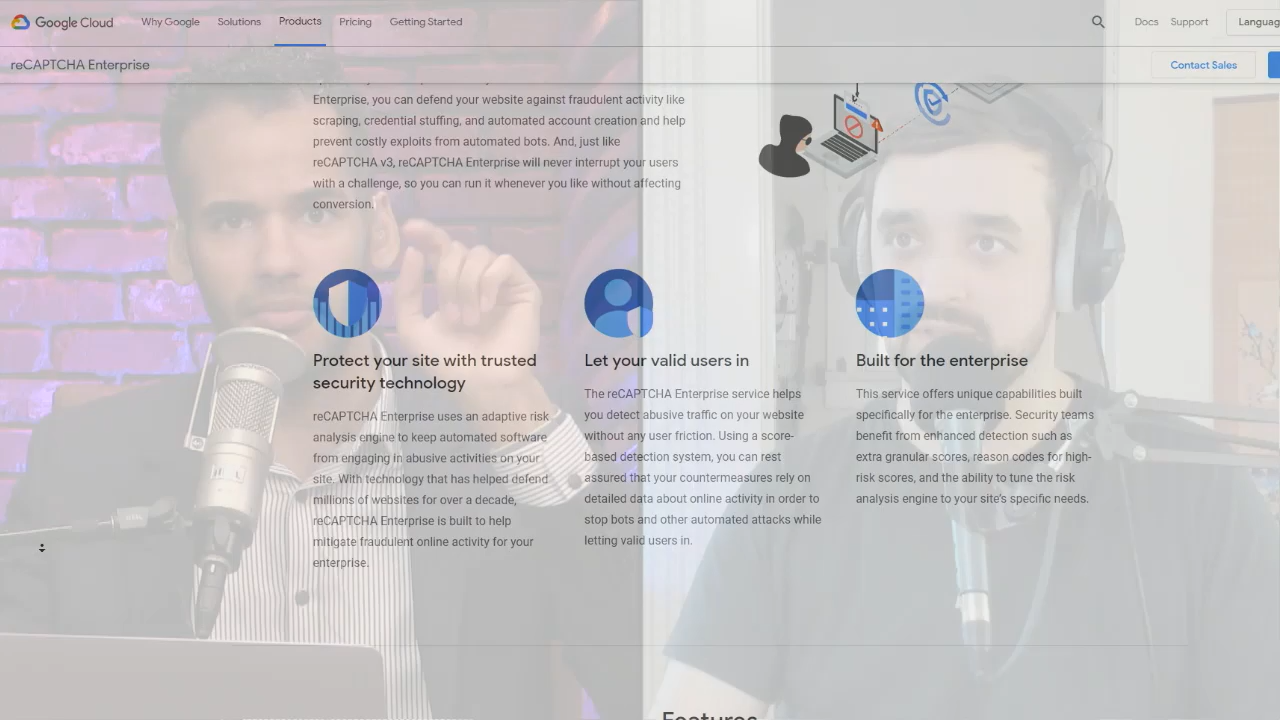 Google Cloud Why Google Solutions Products Pricing Getting Started Docs Support
reCAPTCHA Enterprise Contact Sales
Enterprise, you can defend your website against fraudulent activity like
scraping, credential stuffing, and automated account creation and help
prevent costly exploits from automated bots. And, just like
reCAPTCHA v3, reCAPTCHA Enterprise will never interrupt your users
with a challenge, so you can run it whenever you like without affecting
conversion.
Protect your site with trusted
security technology
reCAPTCHA Enterprise uses an adaptive risk
analysis engine to keep automated software
from engaging in abusive activities on your
site. With technology that has helped defend
millions of websites for over a decade,
reCAPTCHA Enterprise is built to help
mitigate fraudulent online activity for your
enterprise.
Let your valid users in
The reCAPTCHA Enterprise service helps
you detect abusive traffic on your website
without any user friction. Using a score-
based detection system, you can rest
assured that your countermeasures rely on
detailed data about online activity in order to
stop bots and other automated attacks while
letting valid users in.
Built for the enterprise
This service offers unique capabilities built
specifically for the enterprise. Security teams
benefit from enhanced detection such as
extra granular scores, reason codes for high-
risk scores, and the ability to tune the risk
analysis engine to your site's specific needs.
Features